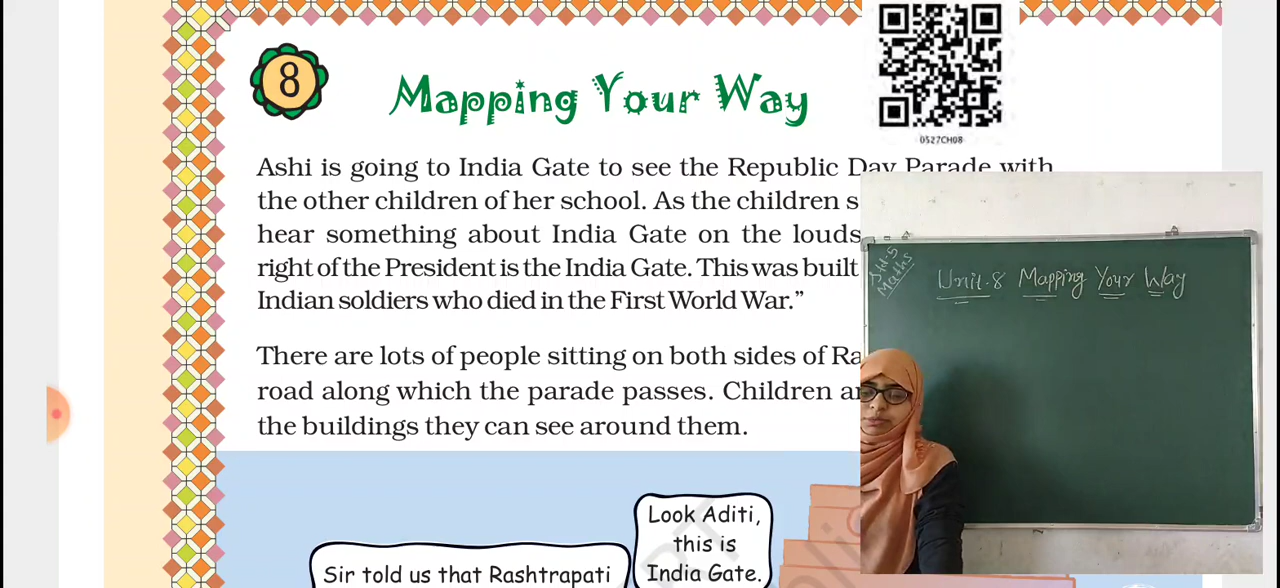 8
Mapping Your Way
0527CH08
Ashi is going to India Gate to see the Republic Day Parade with
the other children of her school. As the children s
hear something about India Gate on the louds
right of the President is the India Gate. This was built
Indian soldiers who died in the First World War.”
There are lots of people sitting on both sides of Ra
road along which the parade passes. Children a
the buildings they can see around them.
Look Aditi,
this is
India Gate.
Sir told us that Rashtrapati
Std-5
Maths
Unit.8 Mapping Your Way